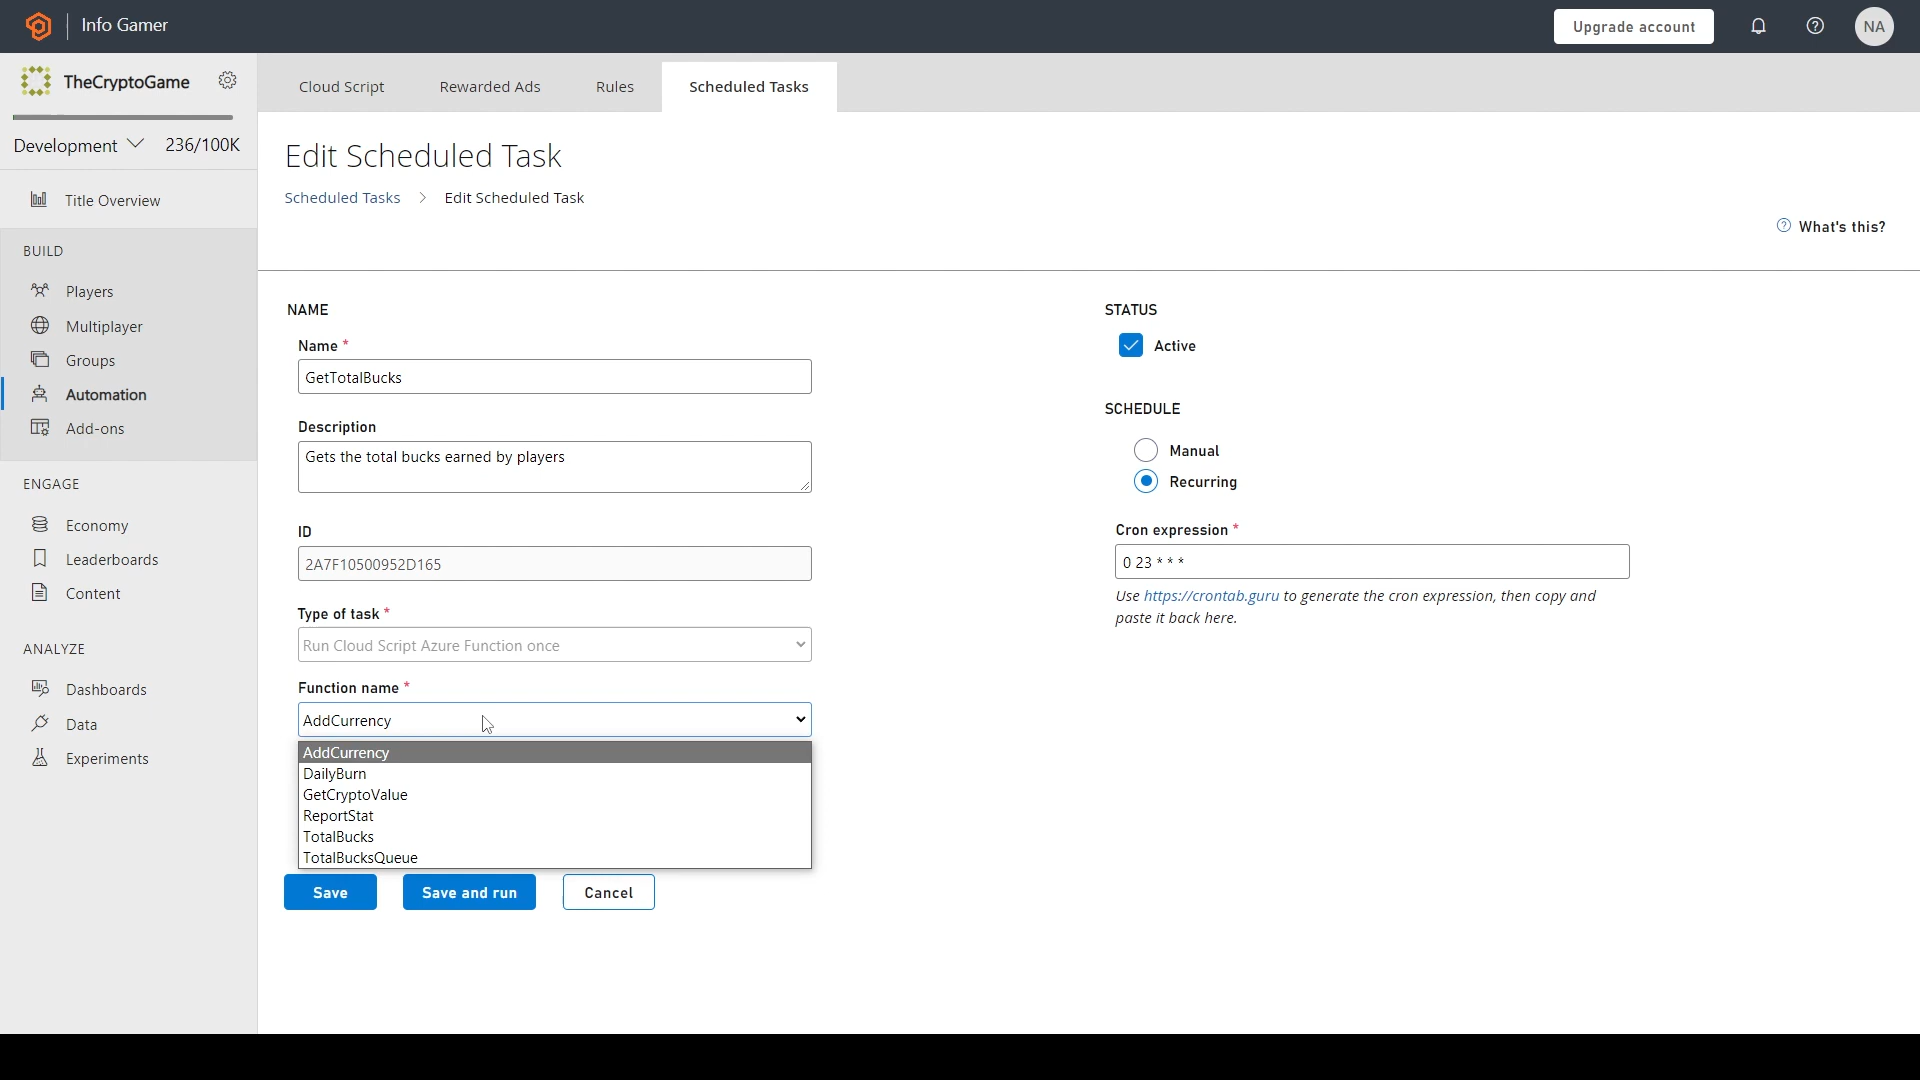 Info Gamer
Upgrade account
NA
TheCryptoGame
Development 236/100K
Title Overview
BUILD
Players
Multiplayer
Groups
Automation
Add-ons
ENGAGE
Economy
Leaderboards
Content
ANALYZE
Dashboards
Data
Experiments
Cloud Script
Rewarded Ads
Rules
Scheduled Tasks
Edit Scheduled Task
Scheduled Tasks > Edit Scheduled Task
What's this?
NAME
Name *
GetTotalBucks
Description
Gets the total bucks earned by players
ID
2A7F10500952D165
Type of task *
Run Cloud Script Azure Function once
Function name *
AddCurrency
AddCurrency
DailyBurn
GetCryptoValue
ReportStat
TotalBucks
TotalBucksQueue
Save
Save and run
Cancel
STATUS
Active
SCHEDULE
Manual
Recurring
Cron expression *
0 23 * * *
Use https://crontab.guru to generate the cron expression, then copy and
paste it back here.